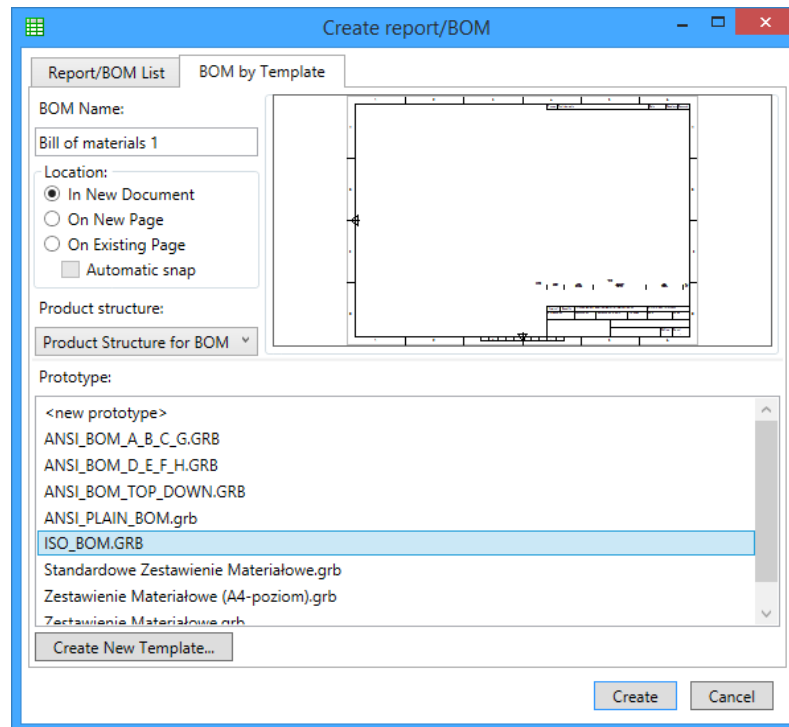 Create report/BOM
Report/BOM List
BOM by Template
BOM Name:
Bill of materials 1
Location:
In New Document
On New Page
On Existing Page
Automatic snap
Product structure:
Product Structure for BOM
Prototype:
<new prototype>
ANSI_BOM_A_B_C_G.GRB
ANSI_BOM_D_E_F_H.GRB
ANSI_BOM_TOP_DOWN.GRB
ANSI_PLAIN_BOM.grb
ISO_BOM.GRB
Standardowe Zestawienie Materiałowe.grb
Zestawienie Materiałowe (A4-poziom).grb
Zestawienie Materiałowe.grb
Create New Template...
Create
Cancel